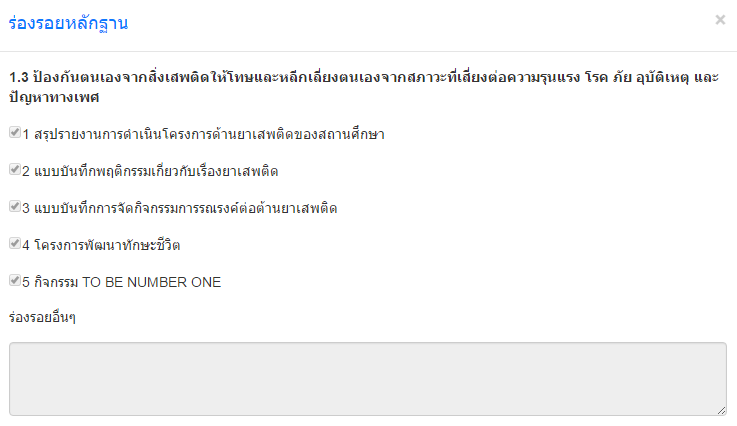 ร่องรอยหลักฐาน
1.3 ป้องกันตนเองจากสิ่งเสพติดให้โทษและหลีกเลี่ยงตนเองจากสภาวะที่เสี่ยงต่อความรุนแรง โรค ภัย อุบัติเหตุ และ
ปัญหาทางเพศ
1 สรุปรายงานการดำเนินโครงการด้านยาเสพติดของสถานศึกษา
2 แบบบันทึกพฤติกรรมเกี่ยวกับเรื่องยาเสพติด
3 แบบบันทึกการจัดกิจกรรมการรณรงค์ต่อต้านยาเสพติด
4 โครงการพัฒนาทักษะชีวิต
5 กิจกรรม TO BE NUMBER ONE
ร่องรอยอื่นๆ